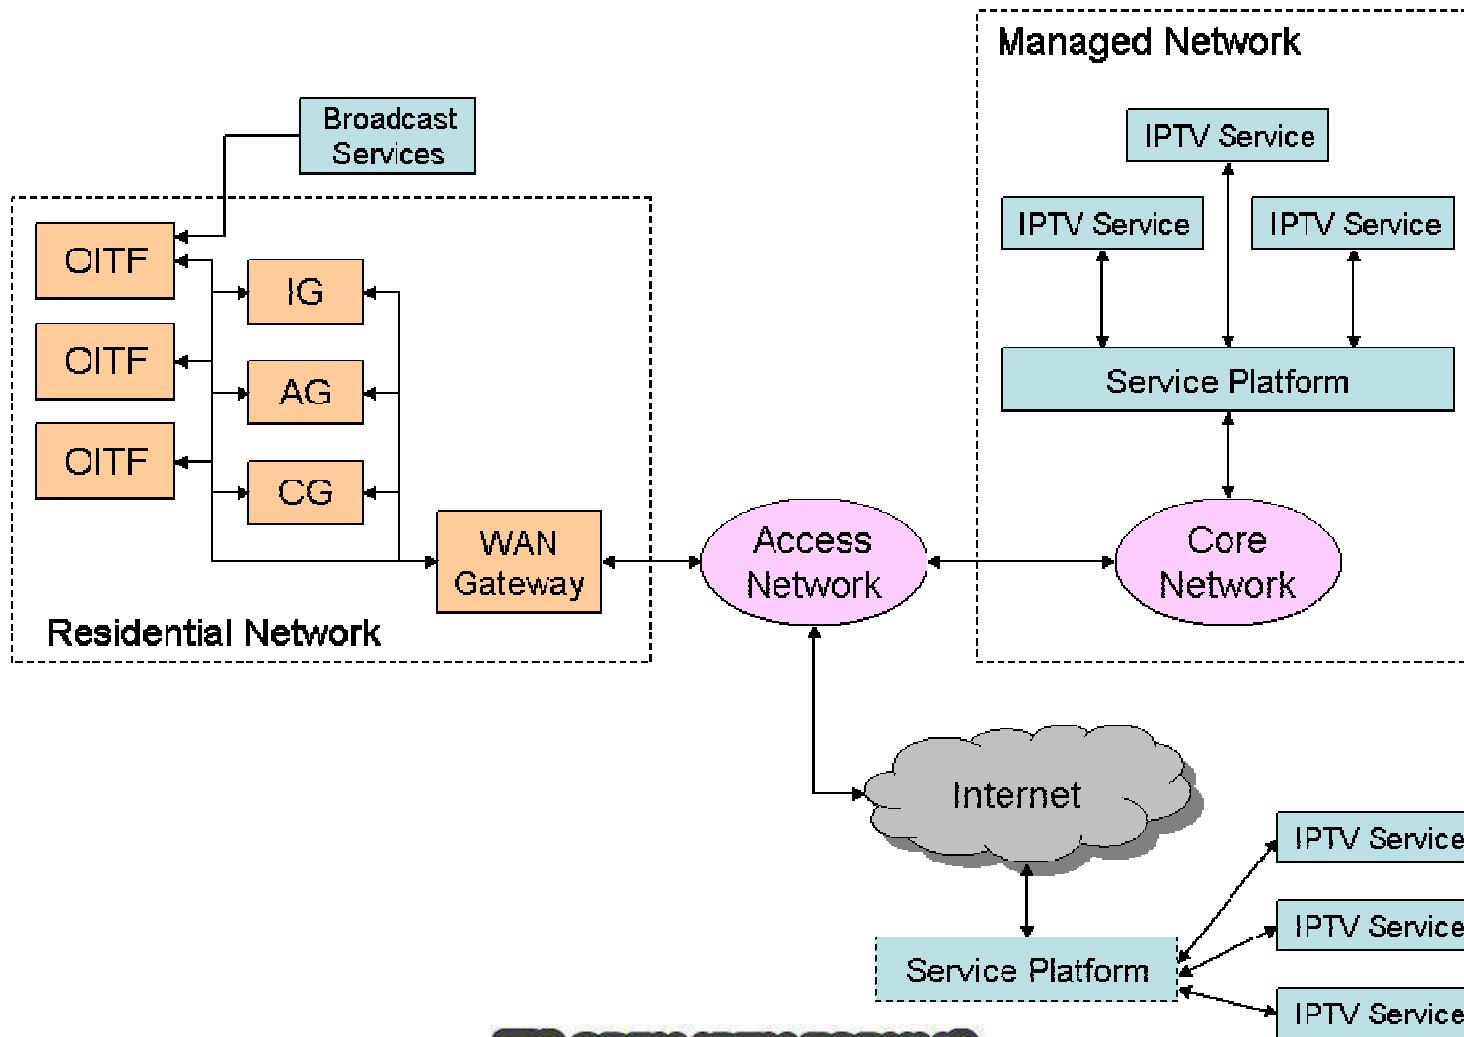 Managed Network
Broadcast
Services
IPTV Service
IPTV Service
IPTV Service
OITF
IG
OITF
AG
Service Platform
OITF
CG
WAN
Gateway
Access
Network
Core
Network
Residential Network
Internet
IPTV Service
IPTV Service
Service Platform
IPTV Service